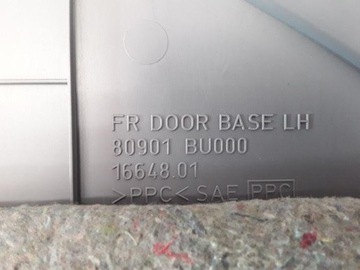 FR DOOR BASE LH
80901 BU000
16648.01
>PPC< SAE PPC